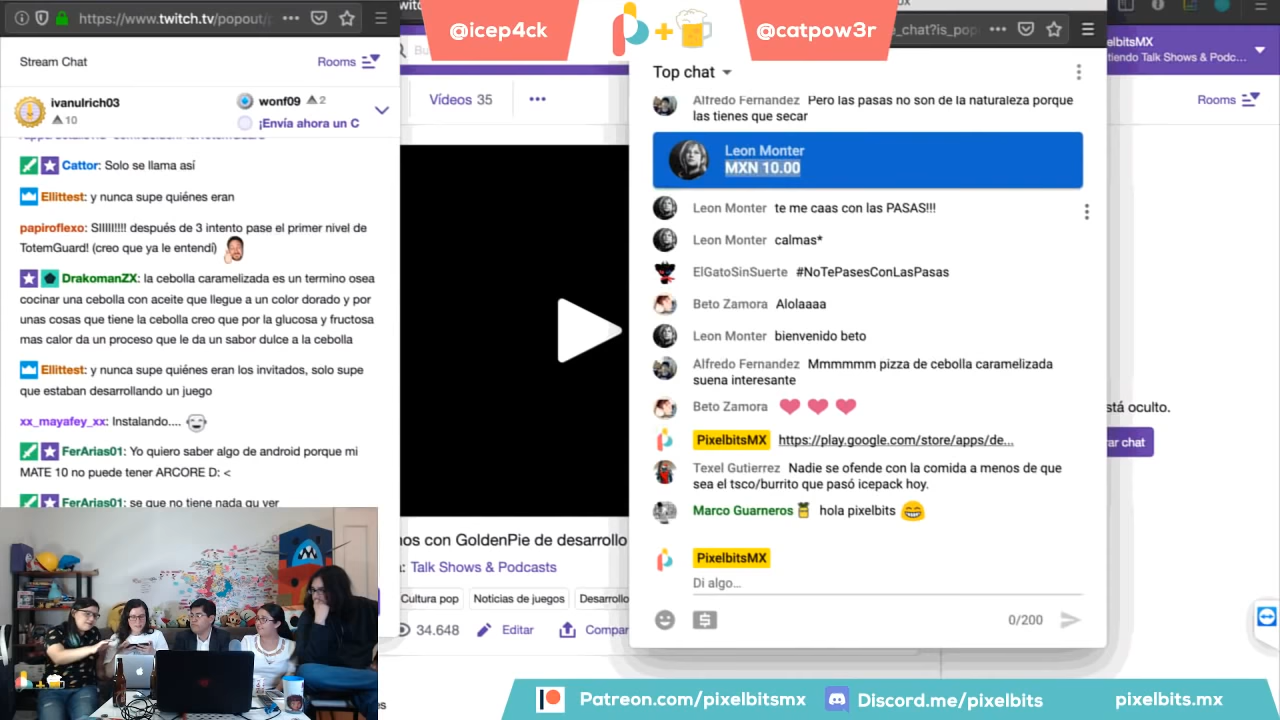 @icep4ck
@catpow3r
https://www.twitch.tv/popout/
Stream Chat
Rooms
ivanulrich03
10
wonf09 2
¡Envía ahora un C
Cattor: Solo se llama así
Ellittest: y nunca supe quiénes eran
papiroflexo: SIIIII!!!! después de 3 intento pase el primer nivel de
TotemGuard! (creo que ya le entendí)
DrakomanZX: la cebolla caramelizada es un termino osea
cocinar una cebolla con aceite que llegue a un color dorado y por
unas cosas que tiene la cebolla creo que por la glucosa y fructosa
mas calor da un proceso que le da un sabor dulce a la cebolla
Ellittest: y nunca supe quiénes eran los invitados, solo supe
que estaban desarrollando un juego
xx_mayafey_xx: Instalando....
FerArias01: Yo quiero saber algo de android porque mi
MATE 10 no puede tener ARCORE D: <
FerArias01: se que no tiene nada qu ver
Vídeos 35
nos con GoldenPie de desarrollo
a: Talk Shows & Podcasts
Cultura pop
Noticias de juegos
Desarrollo
34.648
Editar
Compar
_chat?is_pop
Top chat
Alfredo Fernandez Pero las pasas no son de la naturaleza porque
las tienes que secar
Leon Monter
MXN 10.00
Leon Monter te me caas con las PASAS!!!
Leon Monter calmas*
ElGatoSinSuerte #NoTePasesConLasPasas
Beto Zamora Alolaaaa
Leon Monter bienvenido beto
Alfredo Fernandez Mmmmmm pizza de cebolla caramelizada
suena interesante
Beto Zamora
PixelbitsMX https://play.google.com/store/apps/de...
Texel Gutierrez Nadie se ofende con la comida a menos de que
sea el tsco/burrito que pasó icepack hoy.
Marco Guarneros hola pixelbits
PixelbitsMX
Di algo...
0/200
elbitsMX
tiendo Talk Shows & Podc...
Rooms
stá oculto.
rar chat
Patreon.com/pixelbitsmx
Discord.me/pixelbits
pixelbits.mx